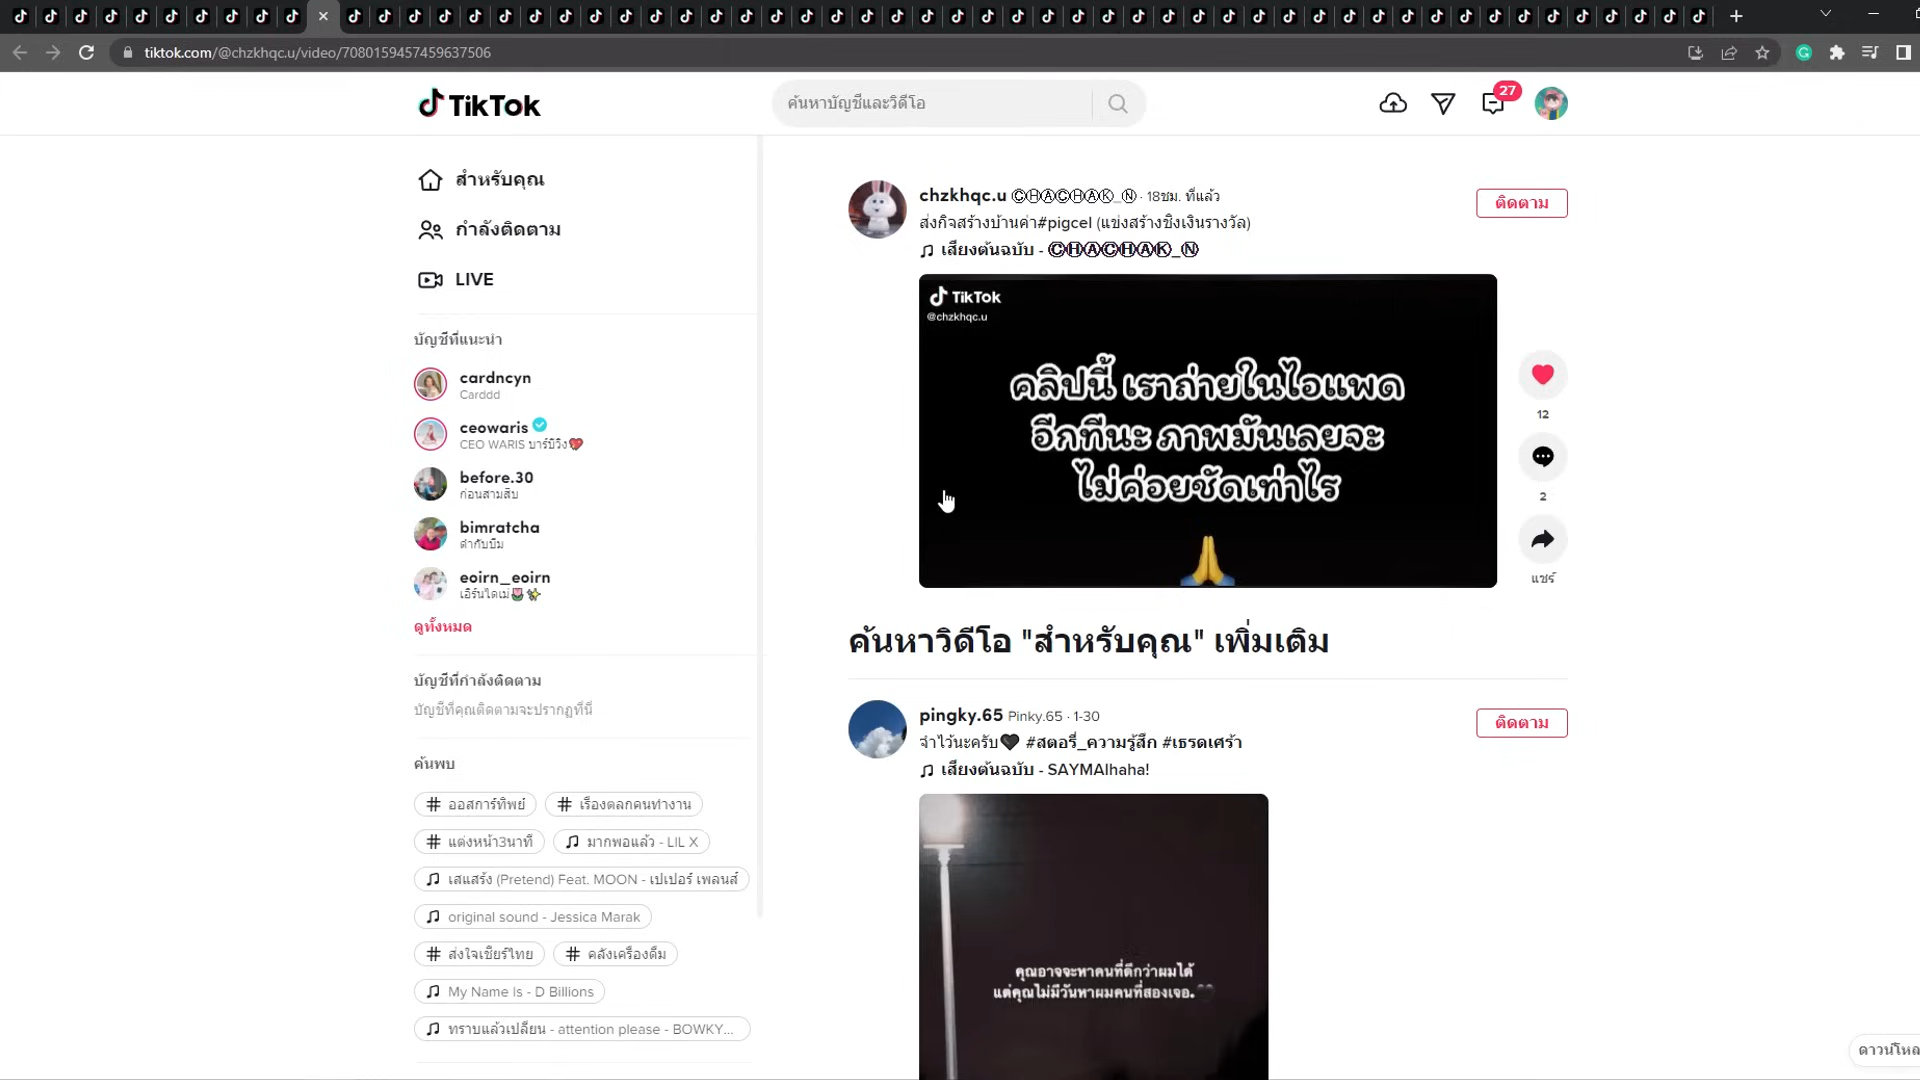 tiktok.com/@chzkhqc.u/video/7080159457459637506
TikTok
ค้นหาบัญชีและวิดีโอ
27
สำหรับคุณ
กำลังติดตาม
LIVE
บัญชีที่แนะนำ
cardncyn
Carddd
ceowaris
CEO WARIS บาร์บีวิ้ง💖
before.30
ก่อนสามสิบ
bimratcha
ตำกับบิ๋ม
eoirn_eoirn
เอิร์นไดเม่🌷✨
ดูทั้งหมด
บัญชีที่กำลังติดตาม
บัญชีที่คุณติดตามจะปรากฏที่นี่
ค้นพบ
# ออสการ์ทิพย์
# เรื่องตลกคนทำงาน
# แต่งหน้า3นาที
มากพอแล้ว - LIL X
เสแสร้ง (Pretend) Feat. MOON - เปเปอร์ เพลนส์
original sound - Jessica Marak
# ส่งใจเชียร์ไทย
# คลังเครื่องดื่ม
My Name is - D Billions
ทราบแล้วเปลี่ยน - attention please - BOWKY...
chzkhqc.u ⒸⒽⒶⒸⒽⒶⓀ_Ⓝ · 18ชม. ที่แล้ว
ส่งกิจสร้างบ้านค่า#pigcel (แข่งสร้างชิงเงินรางวัล)
เสียงต้นฉบับ - ⒸⒽⒶⒸⒽⒶⓀ_Ⓝ
ติดตาม
TikTok
@chzkhqc.u
คลิปนี้ เราถ่ายในไอแพด
อีกทีนะ ภาพมันเลยจะ
ไม่ค่อยชัดเท่าไร
🙏
12
2
แชร์
ค้นหาวิดีโอ "สำหรับคุณ" เพิ่มเติม
pingky.65 Pinky.65 · 1-30
จำไว้นะครับ🖤 #สตอรี่_ความรู้สึก #เธรดเศร้า
เสียงต้นฉบับ - SAYMAIhaha!
ติดตาม
คุณอาจจะหาคนที่ดีกว่าผมได้
แต่คุณไม่มีวันหาผมคนที่สองเจอ.🖤
ดาวน์โหล